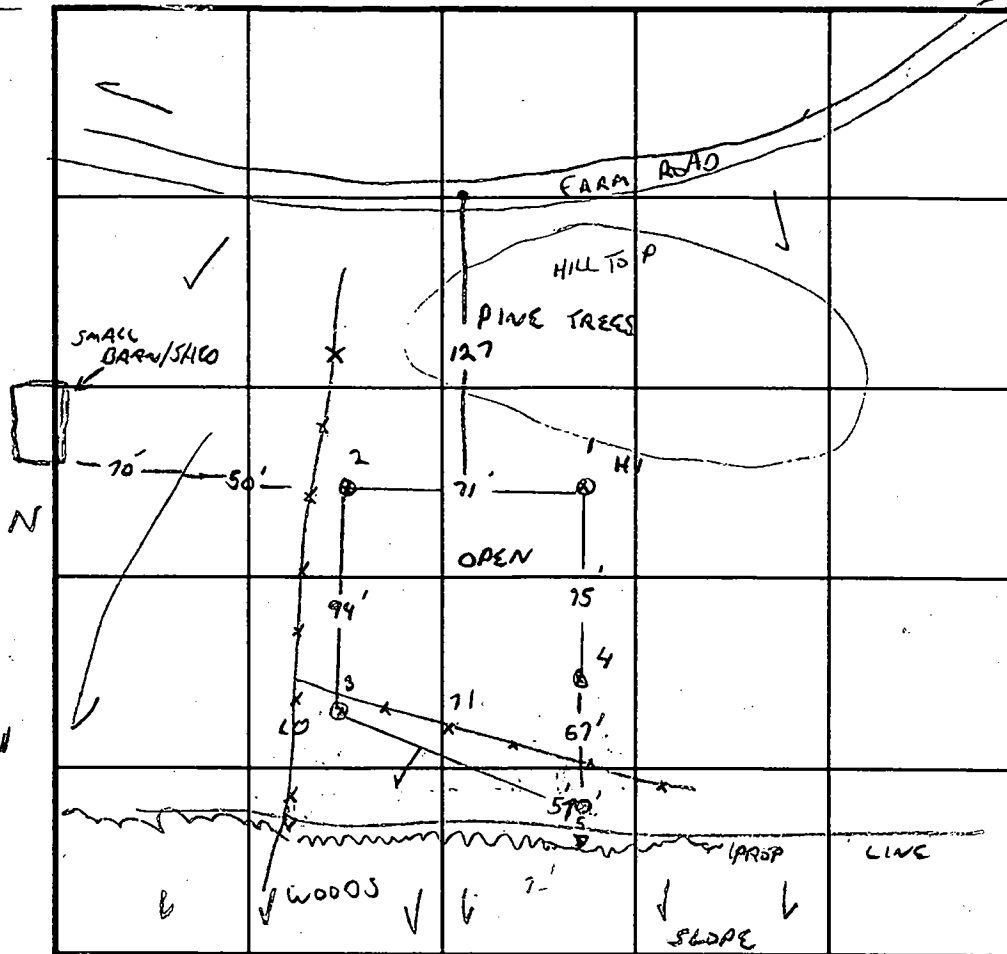 FARM ROAD
HILL TOP
PINE TREES
SMALL
BARN/SHED
127
70'
50'
2
71'
1
HI
N
OPEN
94'
75'
4
3
71
LO
67'
5
PROP LINE
WOODS
SLOPE